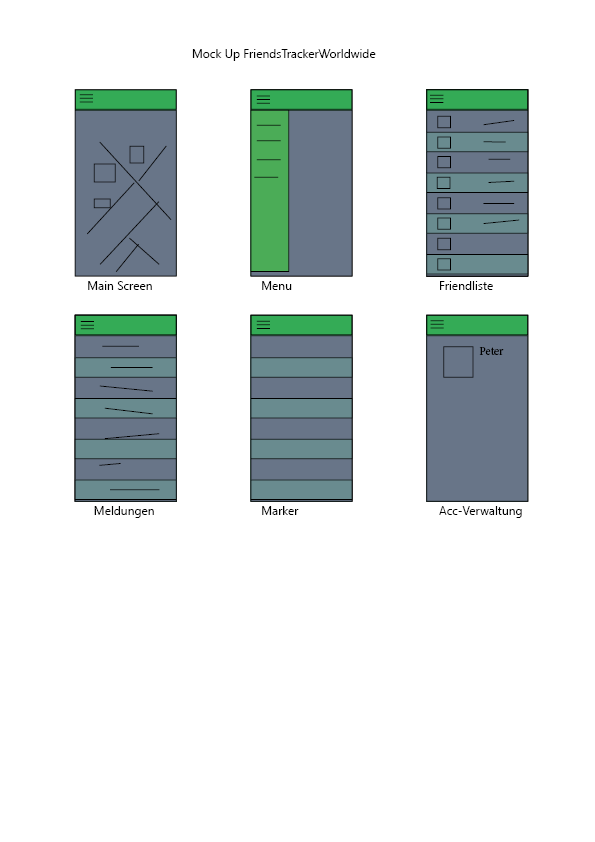 Mock Up FriendsTrackerWorldwide
Main Screen
Menu
Friendliste
Peter
Meldungen
Marker
Acc-Verwaltung